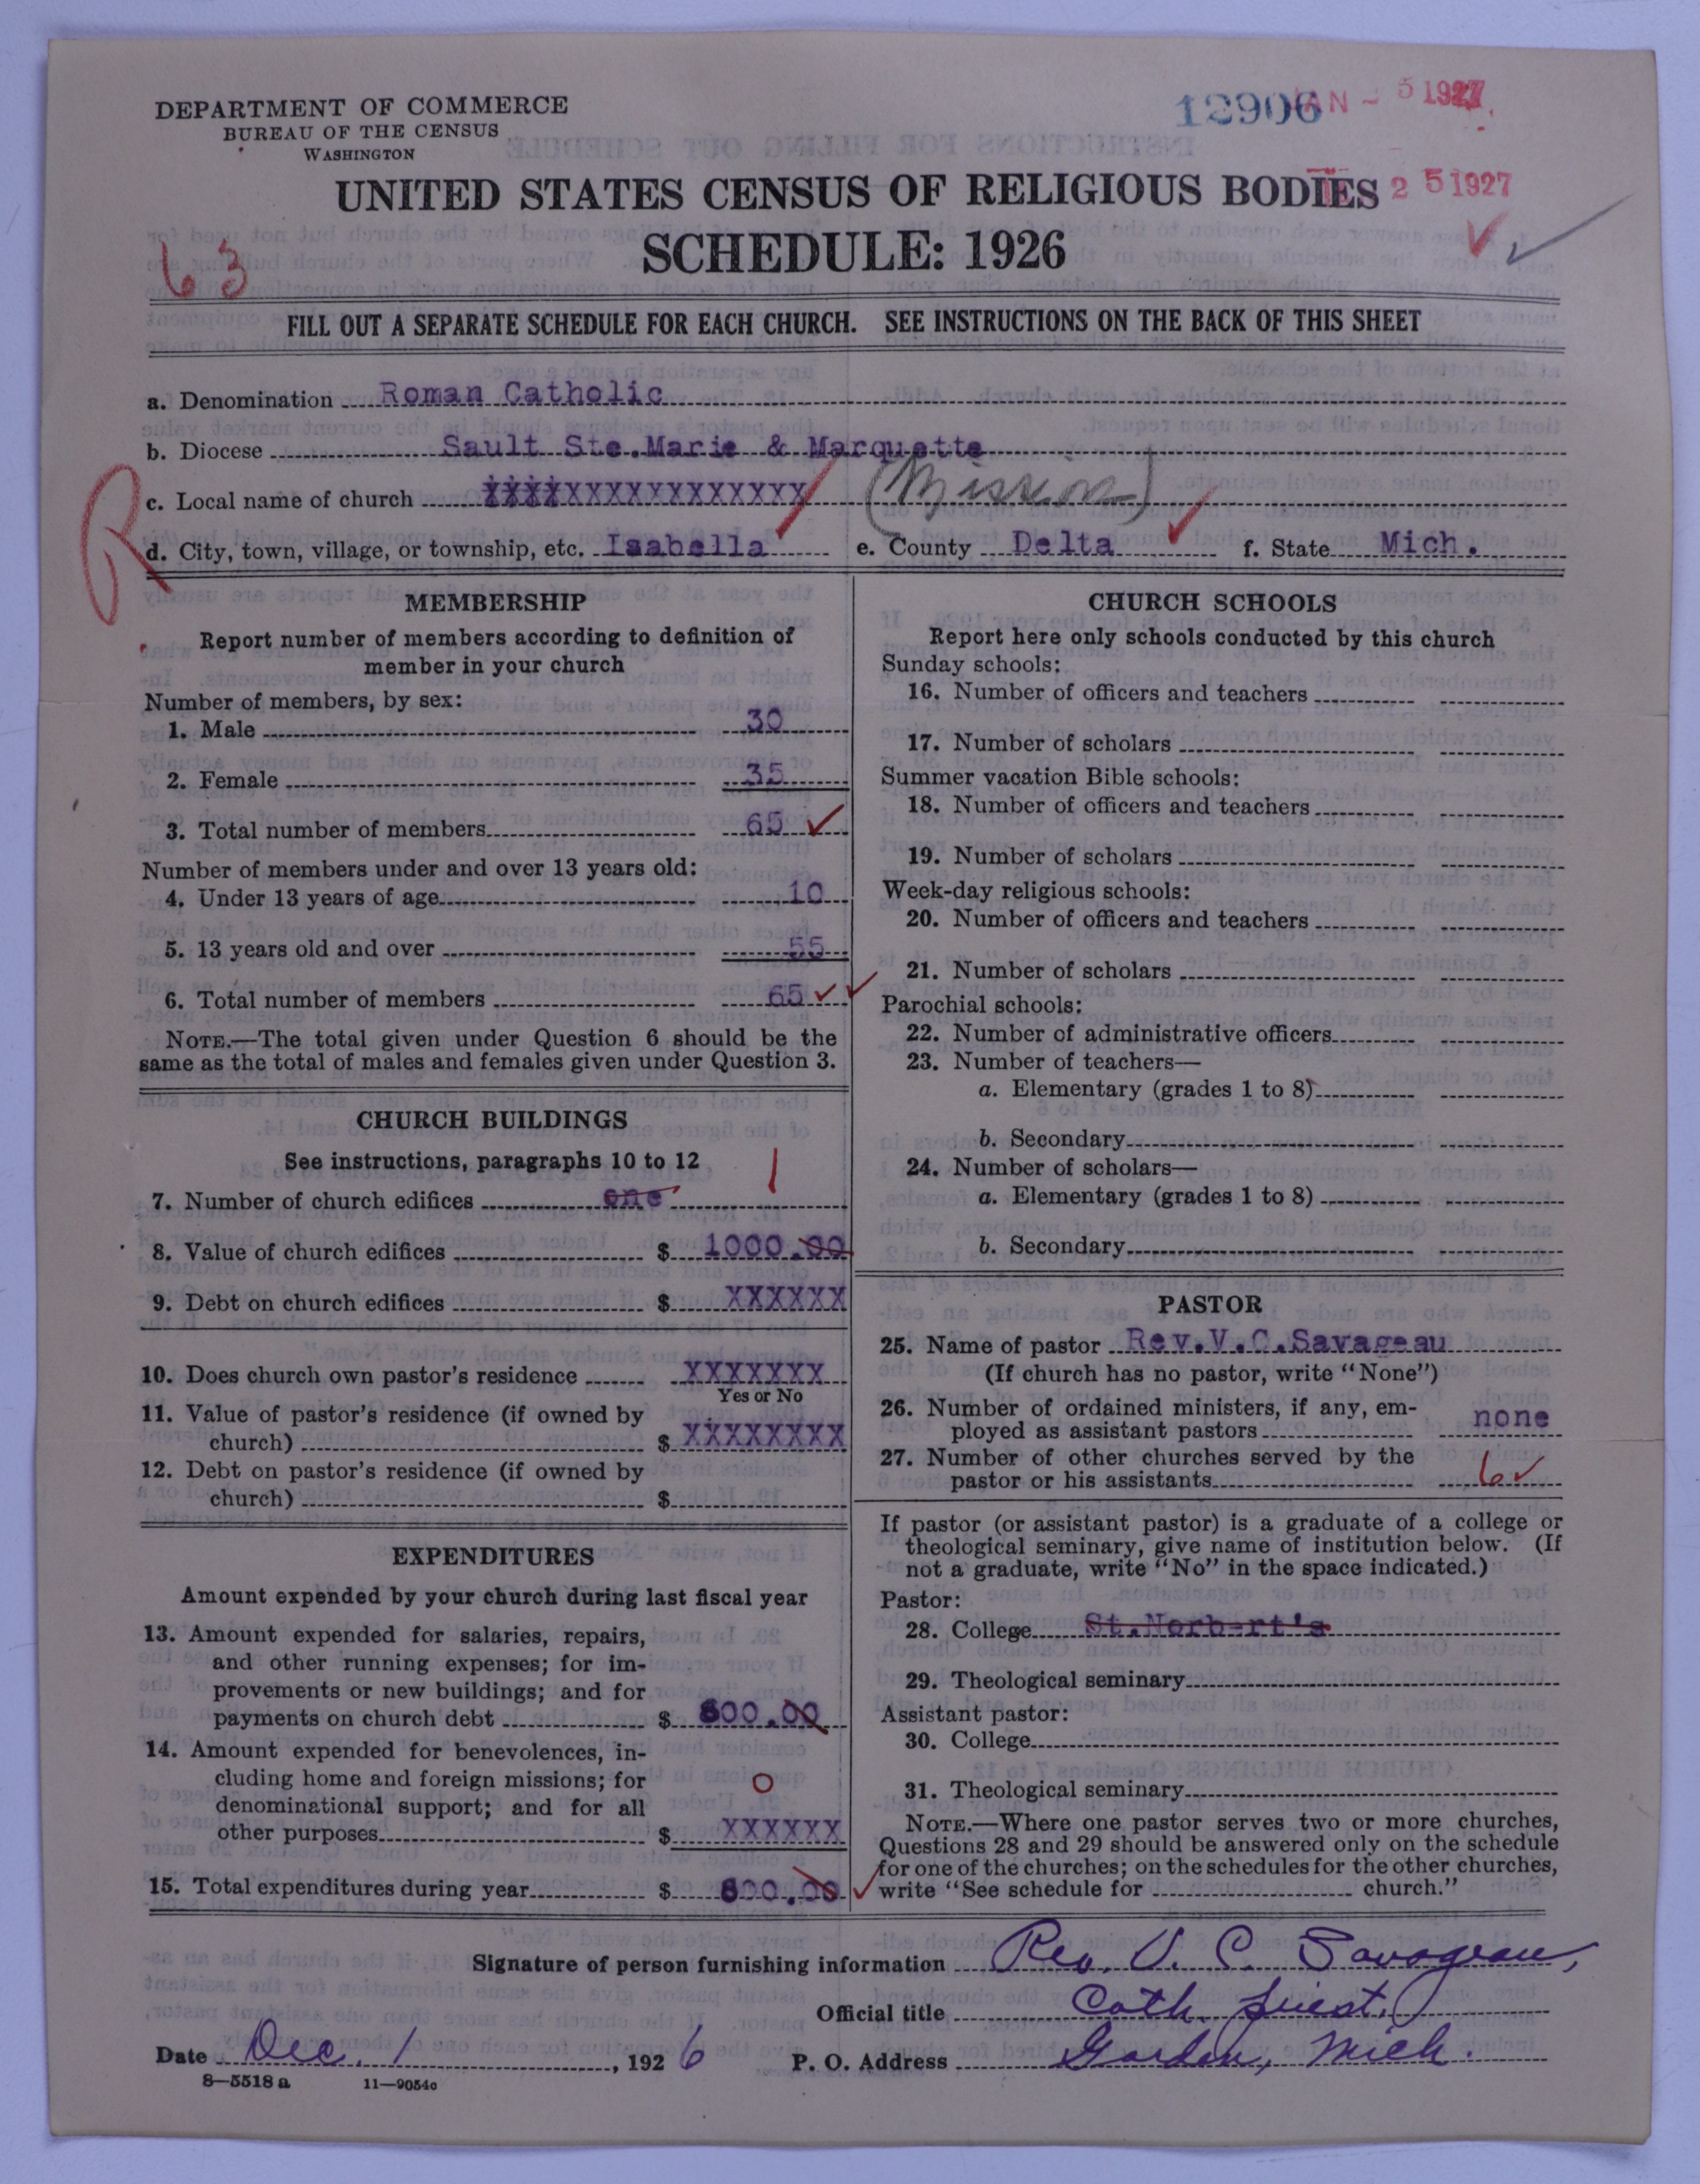 DEPARTMENT OF COMMERCE
BUREAU OF THE CENSUS
WASHINGTON
12906
JAN - 5 1927
25 1927
UNITED STATES CENSUS OF RELIGIOUS BODIES
SCHEDULE: 1926
63
FILL OUT A SEPARATE SCHEDULE FOR EACH CHURCH. SEE INSTRUCTIONS ON THE BACK OF THIS SHEET
a. Denomination Roman Catholic
b. Diocese Sault Ste.Marie & Marquette
c. Local name of church XXXXXXXXXXXXXXXX (Mission)
R
d. City, town, village, or township, etc. Isabella e. County Delta f. State Mich.
MEMBERSHIP
Report number of members according to definition of
member in your church
Number of members, by sex:
1. Male 30
2. Female 35
3. Total number of members 65 ✓
Number of members under and over 13 years old:
4. Under 13 years of age 10
5. 13 years old and over 55
6. Total number of members 65 ✓ ✓
NOTE.—The total given under Question 6 should be the
same as the total of males and females given under Question 3.
CHURCH BUILDINGS
See instructions, paragraphs 10 to 12
7. Number of church edifices one 1
8. Value of church edifices $ 1000.00
9. Debt on church edifices $ XXXXXX
10. Does church own pastor's residence XXXXXXX
Yes or No
11. Value of pastor's residence (if owned by
church) $ XXXXXXXX
12. Debt on pastor's residence (if owned by
church) $
EXPENDITURES
Amount expended by your church during last fiscal year
13. Amount expended for salaries, repairs,
and other running expenses; for im-
provements or new buildings; and for
payments on church debt $ 800.00
14. Amount expended for benevolences, in-
cluding home and foreign missions; for
denominational support; and for all
other purposes $ XXXXXX
O
15. Total expenditures during year $ 800.00 ✓
CHURCH SCHOOLS
Report here only schools conducted by this church
Sunday schools:
16. Number of officers and teachers
17. Number of scholars
Summer vacation Bible schools:
18. Number of officers and teachers
19. Number of scholars
Week-day religious schools:
20. Number of officers and teachers
21. Number of scholars
Parochial schools:
22. Number of administrative officers
23. Number of teachers—
a. Elementary (grades 1 to 8)
b. Secondary
24. Number of scholars—
a. Elementary (grades 1 to 8)
b. Secondary
PASTOR
25. Name of pastor Rev.V.C.Savageau
(If church has no pastor, write "None")
26. Number of ordained ministers, if any, em-
ployed as assistant pastors none
27. Number of other churches served by the
pastor or his assistants 6 ✓
If pastor (or assistant pastor) is a graduate of a college or
theological seminary, give name of institution below. (If
not a graduate, write "No" in the space indicated.)
Pastor:
28. College St.Norbert's
29. Theological seminary
Assistant pastor:
30. College
31. Theological seminary
NOTE.—Where one pastor serves two or more churches,
Questions 28 and 29 should be answered only on the schedule
for one of the churches; on the schedules for the other churches,
write "See schedule for church."
Signature of person furnishing information Rev. V. C. Savageau,
Official title Cath. priest.
Date Dec. 1, 1926 P. O. Address Garden, Mich.
8—5518 a 11—9054c